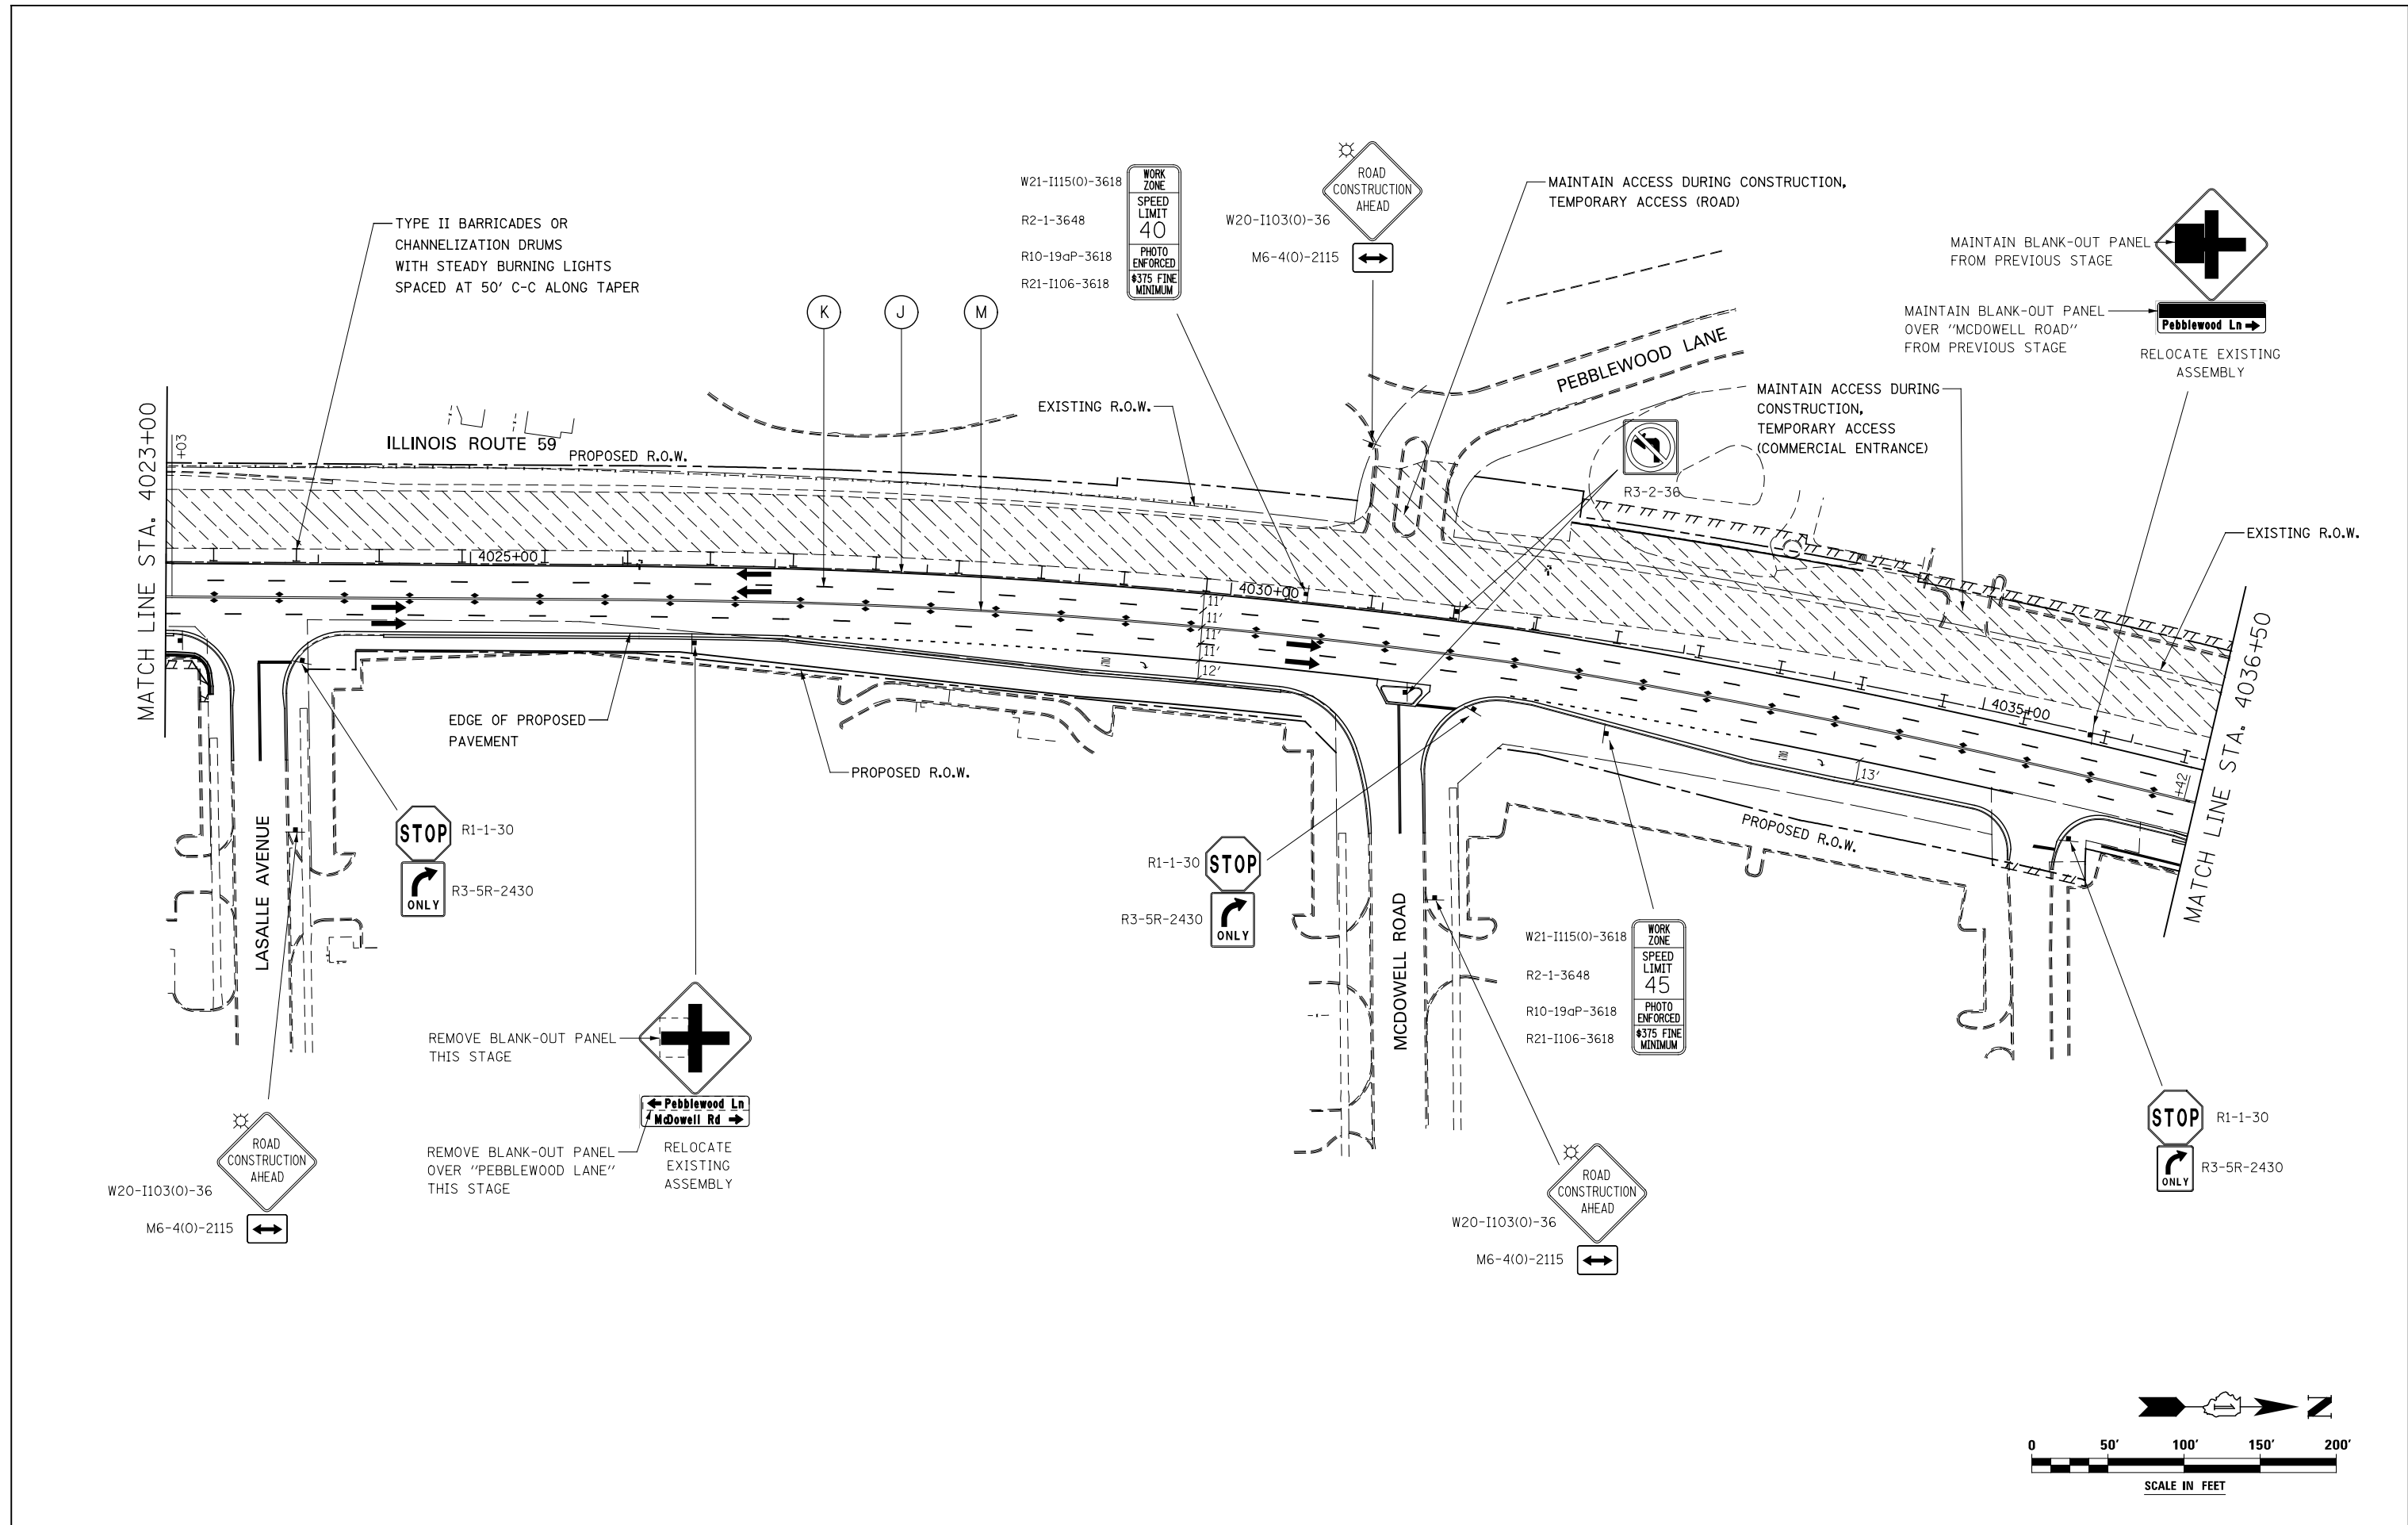 TYPE II BARRICADES OR
CHANNELIZATION DRUMS
WITH STEADY BURNING LIGHTS
SPACED AT 50' C-C ALONG TAPER
K
J
M
W21-I115(O)-3618
R2-1-3648
R10-19aP-3618
R21-I106-3618
WORK
ZONE
SPEED
LIMIT
40
PHOTO
ENFORCED
$375 FINE
MINIMUM
ROAD
CONSTRUCTION
AHEAD
W20-I103(O)-36
M6-4(O)-2115
MAINTAIN ACCESS DURING CONSTRUCTION,
TEMPORARY ACCESS (ROAD)
MAINTAIN BLANK-OUT PANEL
FROM PREVIOUS STAGE
MAINTAIN BLANK-OUT PANEL
OVER "MCDOWELL ROAD"
FROM PREVIOUS STAGE
Pebblewood Ln
RELOCATE EXISTING
ASSEMBLY
PEBBLEWOOD LANE
EXISTING R.O.W.
MAINTAIN ACCESS DURING
CONSTRUCTION,
TEMPORARY ACCESS
(COMMERCIAL ENTRANCE)
R3-2-36
EXISTING R.O.W.
MATCH LINE STA. 4023+00
+03
ILLINOIS ROUTE 59
PROPOSED R.O.W.
4025+00
4030+00
4035+00
11'
11'
11'
11'
12'
13'
+42
MATCH LINE STA. 4036+50
EDGE OF PROPOSED
PAVEMENT
PROPOSED R.O.W.
PROPOSED R.O.W.
LASALLE AVENUE
STOP
R1-1-30
ONLY
R3-5R-2430
MCDOWELL ROAD
R1-1-30
STOP
R3-5R-2430
ONLY
W21-I115(O)-3618
R2-1-3648
R10-19aP-3618
R21-I106-3618
WORK
ZONE
SPEED
LIMIT
45
PHOTO
ENFORCED
$375 FINE
MINIMUM
REMOVE BLANK-OUT PANEL
THIS STAGE
Pebblewood Ln
McDowell Rd
REMOVE BLANK-OUT PANEL
OVER "PEBBLEWOOD LANE"
THIS STAGE
RELOCATE
EXISTING
ASSEMBLY
ROAD
CONSTRUCTION
AHEAD
W20-I103(O)-36
M6-4(O)-2115
ROAD
CONSTRUCTION
AHEAD
W20-I103(O)-36
M6-4(O)-2115
STOP
R1-1-30
ONLY
R3-5R-2430
N
0 50' 100' 150' 200'
SCALE IN FEET